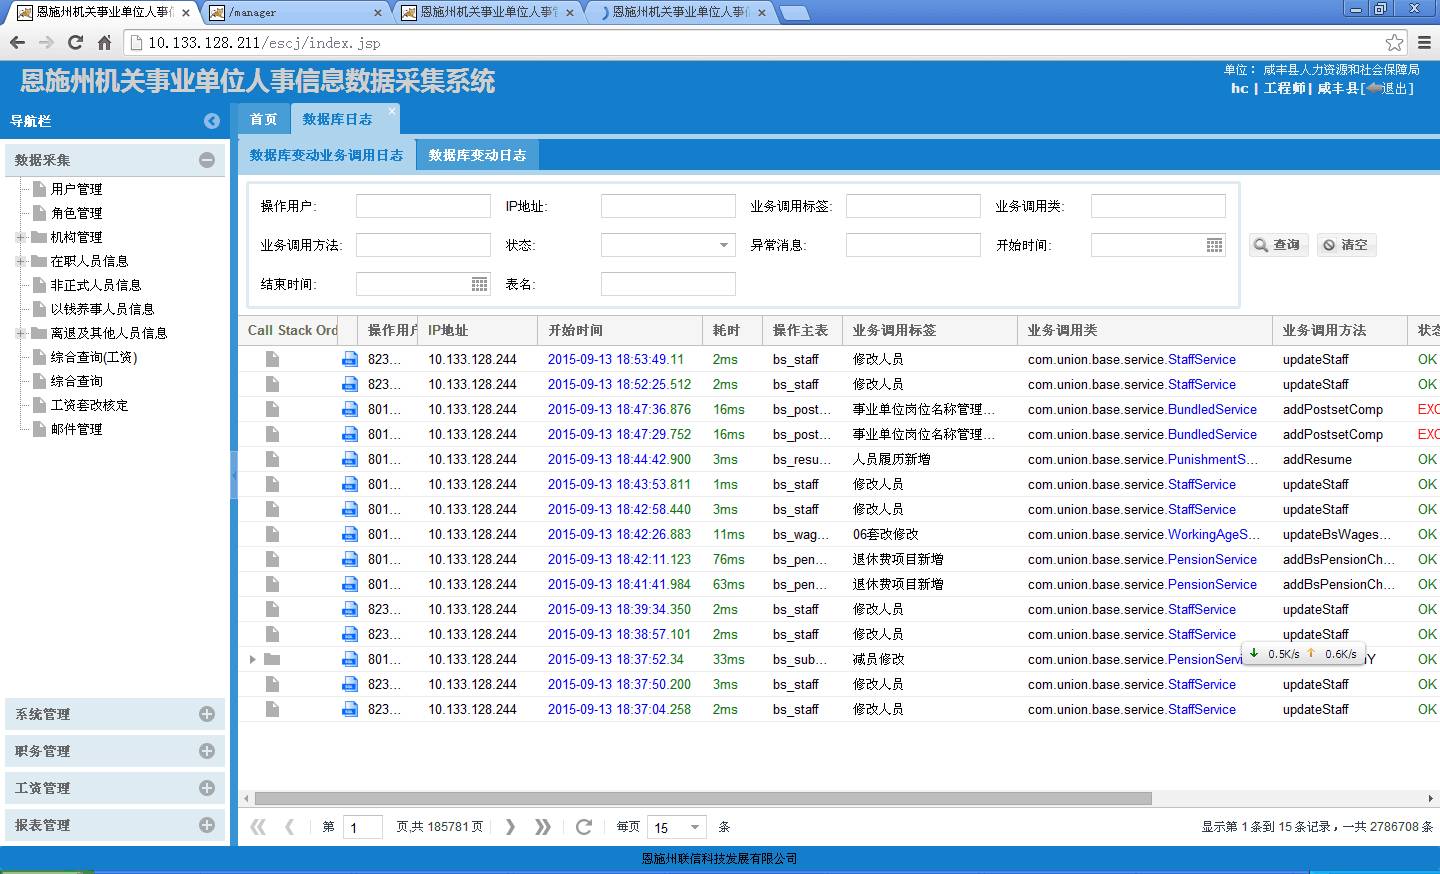 恩施州机关事业单位人事信
/manager
恩施州机关事业单位人事管
恩施州机关事业单位人事信
10.133.128.211/escj/index.jsp
恩施州机关事业单位人事信息数据采集系统
单位： 咸丰县人力资源和社会保障局
hc | 工程师| 咸丰县[退出]
导航栏
首页
数据库日志
数据采集
数据库变动业务调用日志
数据库变动日志
用户管理
角色管理
机构管理
在职人员信息
非正式人员信息
以钱养事人员信息
离退及其他人员信息
综合查询(工资)
综合查询
工资套改核定
邮件管理
系统管理
职务管理
工资管理
报表管理
操作用户:
IP地址:
业务调用标签:
业务调用类:
业务调用方法:
状态:
异常消息:
开始时间:
查询
清空
结束时间:
表名:
Call Stack Ord 操作用户 IP地址 开始时间 耗时 操作主表 业务调用标签 业务调用类 业务调用方法 状态
823... 10.133.128.244 2015-09-13 18:53:49.11 2ms bs_staff 修改人员 com.union.base.service.StaffService updateStaff OK
823... 10.133.128.244 2015-09-13 18:52:25.512 2ms bs_staff 修改人员 com.union.base.service.StaffService updateStaff OK
801... 10.133.128.244 2015-09-13 18:47:36.876 16ms bs_post... 事业单位岗位名称管理... com.union.base.service.BundledService addPostsetComp EXC
801... 10.133.128.244 2015-09-13 18:47:29.752 16ms bs_post... 事业单位岗位名称管理... com.union.base.service.BundledService addPostsetComp EXC
801... 10.133.128.244 2015-09-13 18:44:42.900 3ms bs_resu... 人员履历新增 com.union.base.service.PunishmentS... addResume OK
801... 10.133.128.244 2015-09-13 18:43:53.811 1ms bs_staff 修改人员 com.union.base.service.StaffService updateStaff OK
801... 10.133.128.244 2015-09-13 18:42:58.440 3ms bs_staff 修改人员 com.union.base.service.StaffService updateStaff OK
801... 10.133.128.244 2015-09-13 18:42:26.883 11ms bs_wag... 06套改修改 com.union.base.service.WorkingAgeS... updateBsWages... OK
801... 10.133.128.244 2015-09-13 18:42:11.123 76ms bs_pen... 退休费项目新增 com.union.base.service.PensionService addBsPensionCh... OK
801... 10.133.128.244 2015-09-13 18:41:41.984 63ms bs_pen... 退休费项目新增 com.union.base.service.PensionService addBsPensionCh... OK
823... 10.133.128.244 2015-09-13 18:39:34.350 2ms bs_staff 修改人员 com.union.base.service.StaffService updateStaff OK
823... 10.133.128.244 2015-09-13 18:38:57.101 2ms bs_staff 修改人员 com.union.base.service.StaffService updateStaff OK
801... 10.133.128.244 2015-09-13 18:37:52.34 33ms bs_sub... 减员修改 com.union.base.service.PensionServi Y OK
0.5K/s 0.6K/s
823... 10.133.128.244 2015-09-13 18:37:50.200 3ms bs_staff 修改人员 com.union.base.service.StaffService updateStaff OK
823... 10.133.128.244 2015-09-13 18:37:04.258 2ms bs_staff 修改人员 com.union.base.service.StaffService updateStaff OK
第 1 页,共 185781 页 每页 15 条
显示第 1 条到 15 条记录，一共 2786708 条
恩施州联信科技发展有限公司